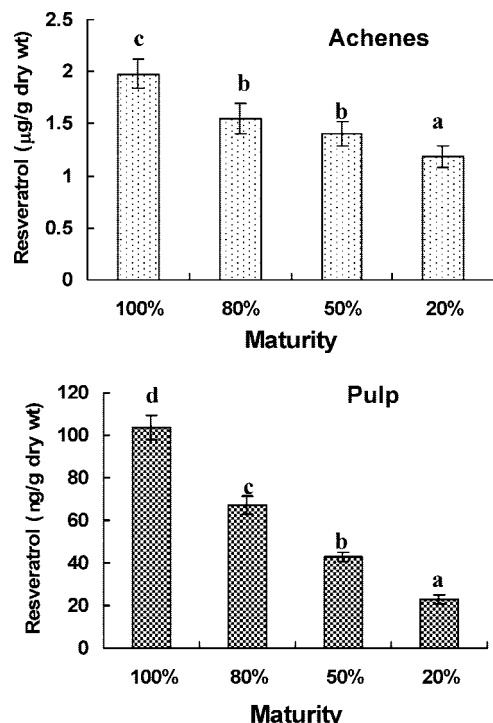 Achenes
Resveratrol (µg/g dry wt)
2.5
2
1.5
1
0.5
0
c
b
b
a
100% 80% 50% 20%
Maturity
Pulp
Resveratrol (ng/g dry wt)
120
100
80
60
40
20
0
d
c
b
a
100% 80% 50% 20%
Maturity